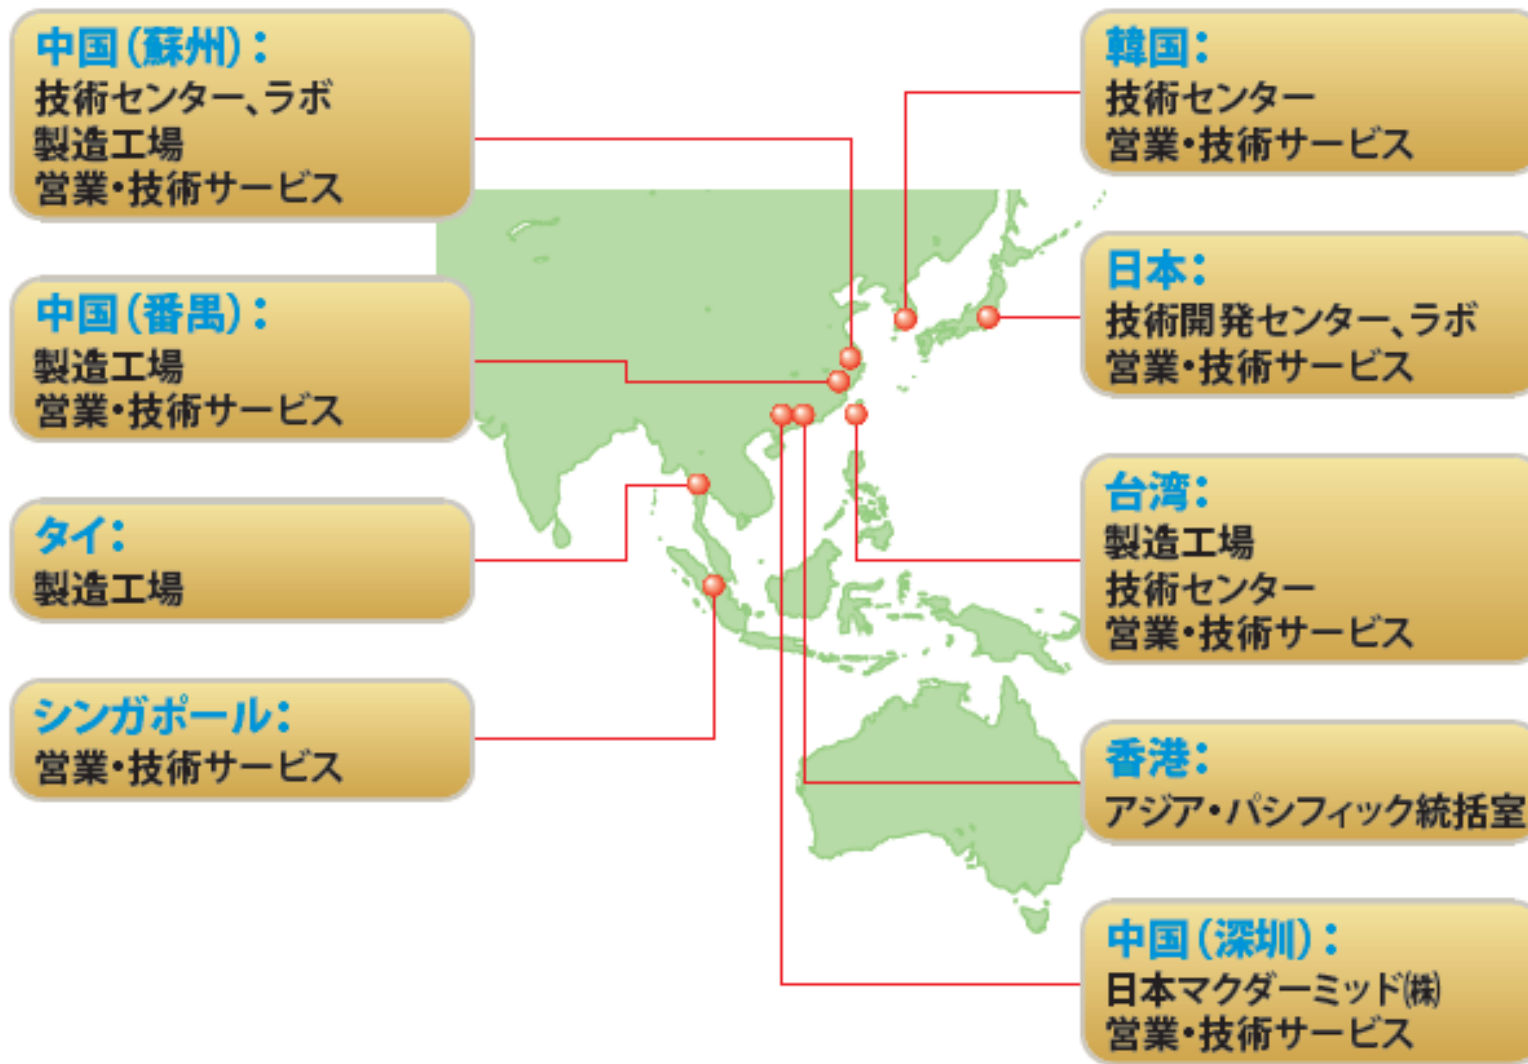 中国（蘇州）：
技術センター、ラボ
製造工場
営業・技術サービス
中国（番禺）：
製造工場
営業・技術サービス
タイ：
製造工場
シンガポール：
営業・技術サービス
韓国：
技術センター
営業・技術サービス
日本：
技術開発センター、ラボ
営業・技術サービス
台湾：
製造工場
技術センター
営業・技術サービス
香港：
アジア・パシフィック統括室
中国（深圳）：
日本マクダーミッド㈱
営業・技術サービス